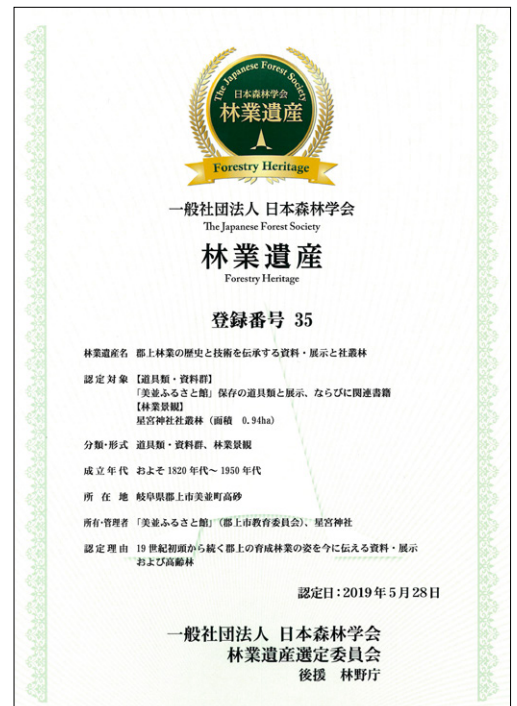 The Japanese Forest Society
日本森林学会
林業遺産
Forestry Heritage
一般社団法人 日本森林学会
The Japanese Forest Society
林業遺産
Forestry Heritage
登録番号 35
林業遺産名 郡上林業の歴史と技術を伝承する資料・展示と社叢林
認定対象 【道具類・資料群】
「美並ふるさと館」保存の道具類と展示、ならびに関連書籍
【林業景観】
星宮神社社叢林（面積 0.94ha）
分類・形式 道具類・資料群、林業景観
成立年代 およそ 1820 年代～ 1950 年代
所在地 岐阜県郡上市美並町高砂
所有・管理者 「美並ふるさと館」（郡上市教育委員会）、星宮神社
認定理由 19 世紀初頭から続く郡上の育成林業の姿を今に伝える資料・展示
および高齢林
認定日：2019年5月28日
一般社団法人 日本森林学会
林業遺産選定委員会
後援 林野庁